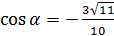 cos α = −3√11/10